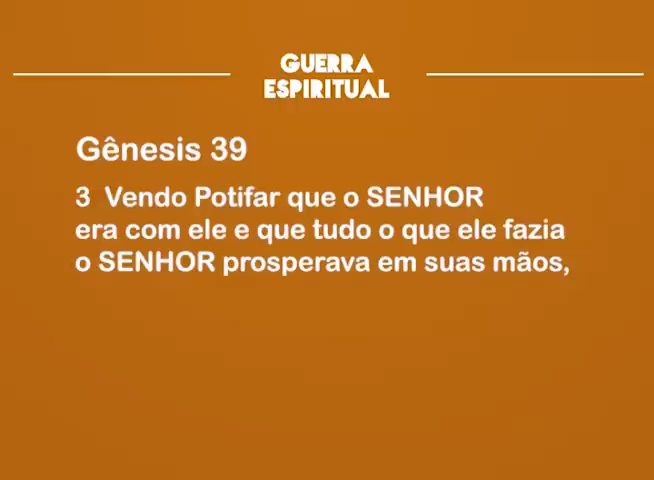 GUERRA
ESPIRITUAL
Gênesis 39
3 Vendo Potifar que o SENHOR
era com ele e que tudo o que ele fazia
o SENHOR prosperava em suas mãos,